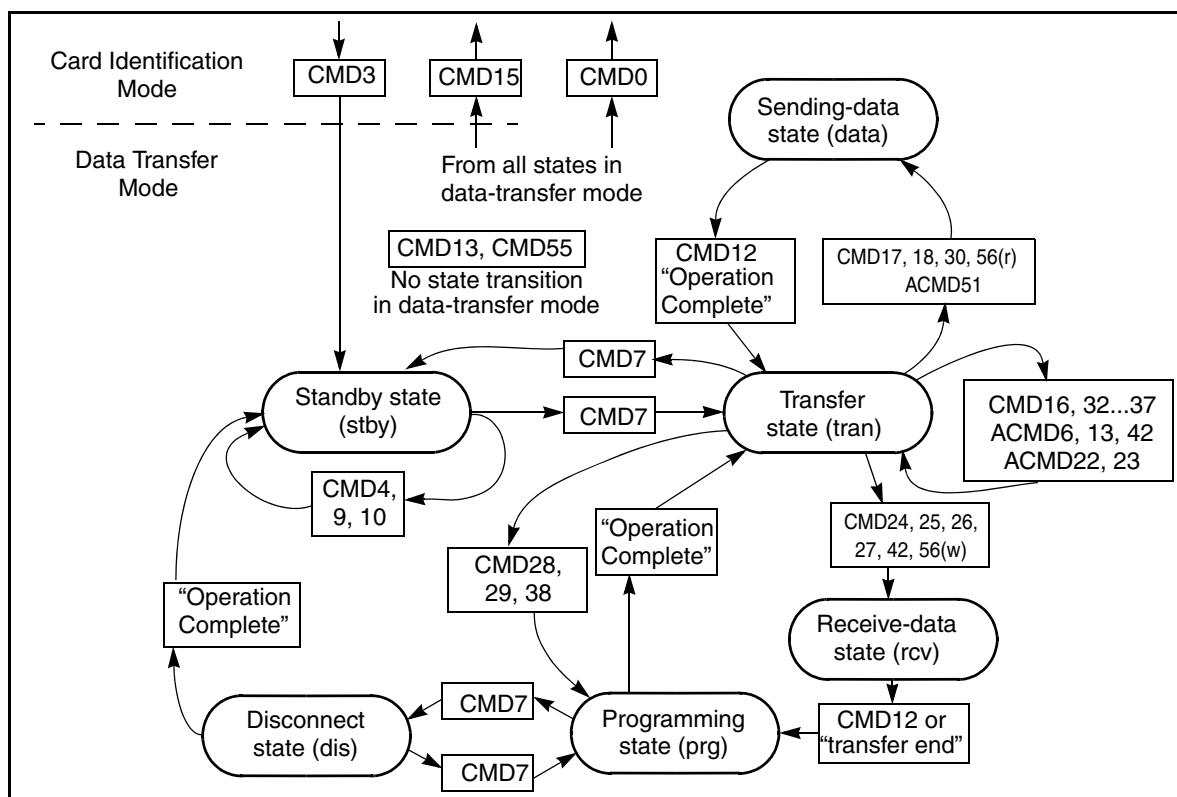 Card Identification
Mode
CMD3
CMD15
CMD0
Data Transfer
Mode
From all states in
data-transfer mode
CMD13, CMD55
No state transition
in data-transfer mode
Sending-data
state (data)
CMD12
“Operation
Complete”
CMD17, 18, 30, 56(r)
ACMD51
CMD7
Standby state
(stby)
CMD7
Transfer
state (tran)
CMD16, 32...37
ACMD6, 13, 42
ACMD22, 23
CMD4,
9, 10
CMD24, 25, 26,
27, 42, 56(w)
“Operation
Complete”
CMD28,
29, 38
“Operation
Complete”
Receive-data
state (rcv)
CMD7
Disconnect
state (dis)
Programming
state (prg)
CMD12 or
“transfer end”
CMD7